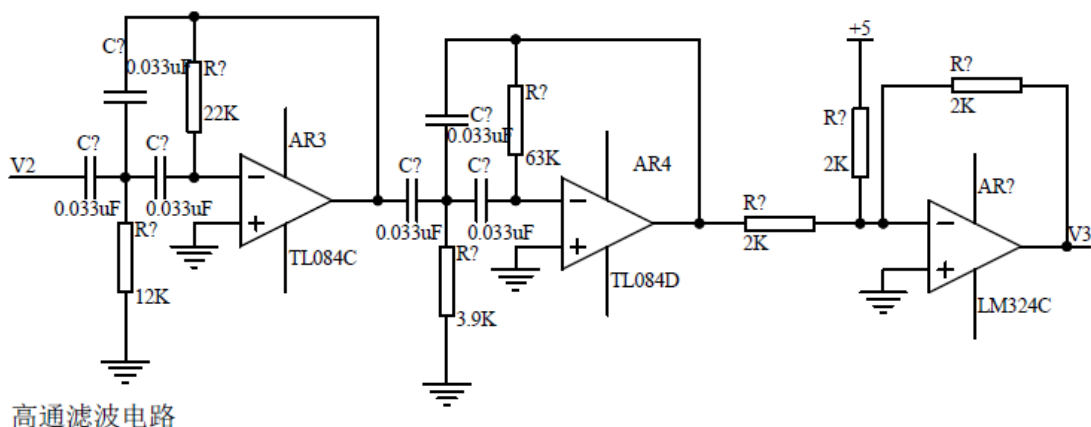 C?
0.033uF
R?
22K
C?
C?
V2
0.033uF
0.033uF
AR3
R?
12K
TL084C
C?
0.033uF
R?
63K
C?
C?
0.033uF
0.033uF
AR4
R?
3.9K
TL084D
+5
R?
2K
R?
2K
R?
2K
AR?
V3
LM324C
高通滤波电路